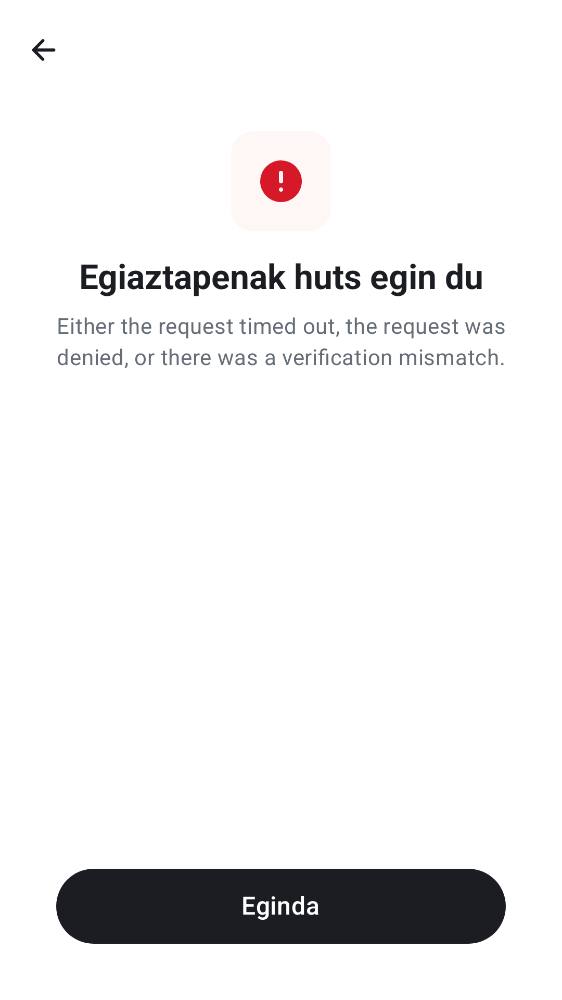 Egiaztapenak huts egin du
Either the request timed out, the request was
denied, or there was a verification mismatch.
Eginda